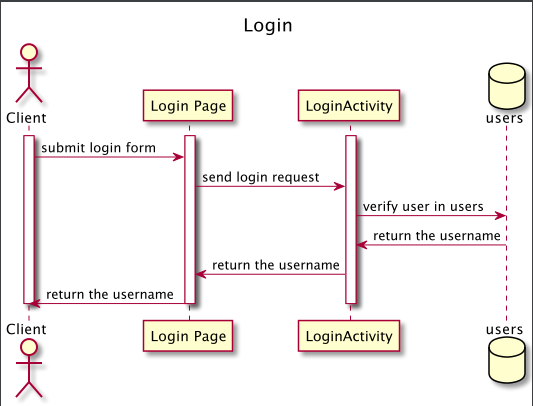 Login
Client
Login Page
LoginActivity
users
submit login form
send login request
verify user in users
return the username
return the username
return the username
Client
Login Page
LoginActivity
users